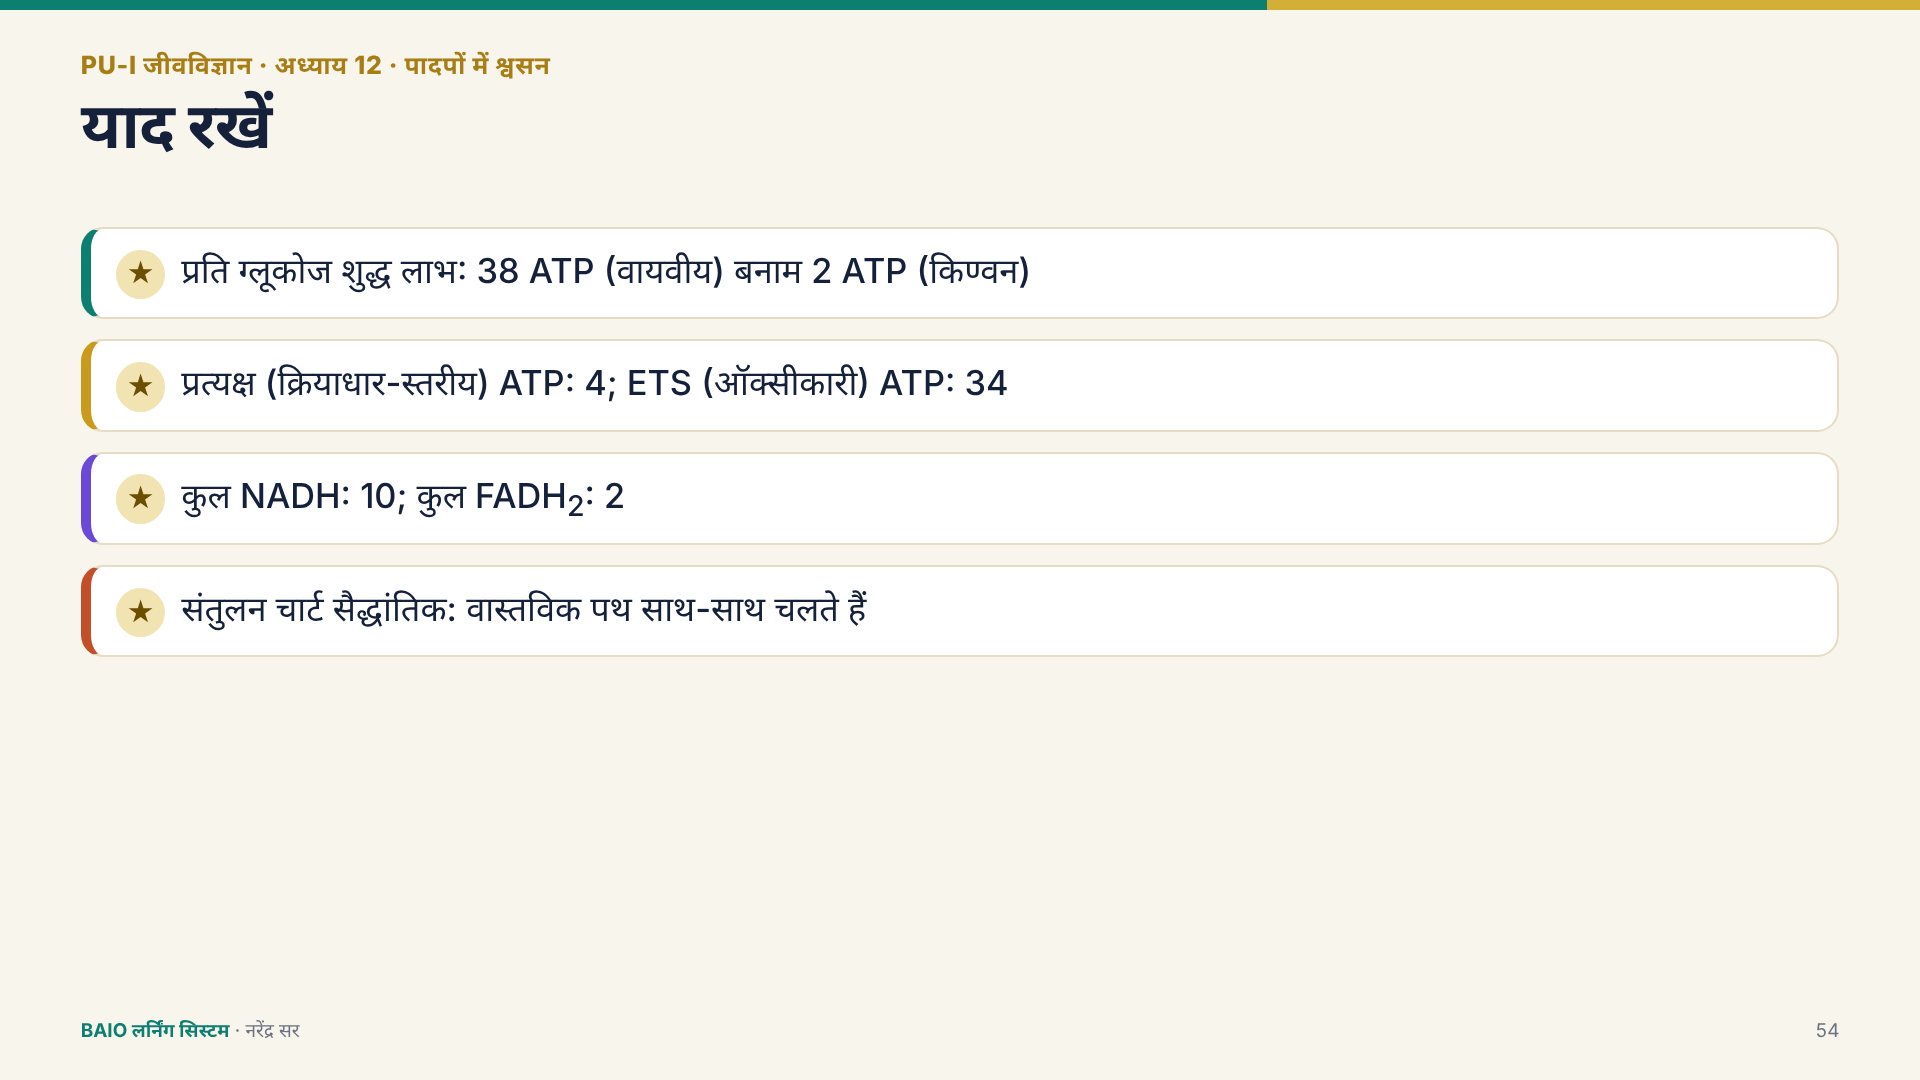 PU-I जीवविज्ञान · अध्याय 12 · पादपों में श्वसन
याद रखें
★ प्रति ग्लूकोज शुद्ध लाभ: 38 ATP (वायवीय) बनाम 2 ATP (किण्वन)
★ प्रत्यक्ष (क्रियाधार-स्तरीय) ATP: 4; ETS (ऑक्सीकारी) ATP: 34
★ कुल NADH: 10; कुल FADH₂: 2
★ संतुलन चार्ट सैद्धांतिक: वास्तविक पथ साथ-साथ चलते हैं
BAIO लर्निंग सिस्टम · नरेंद्र सर
54